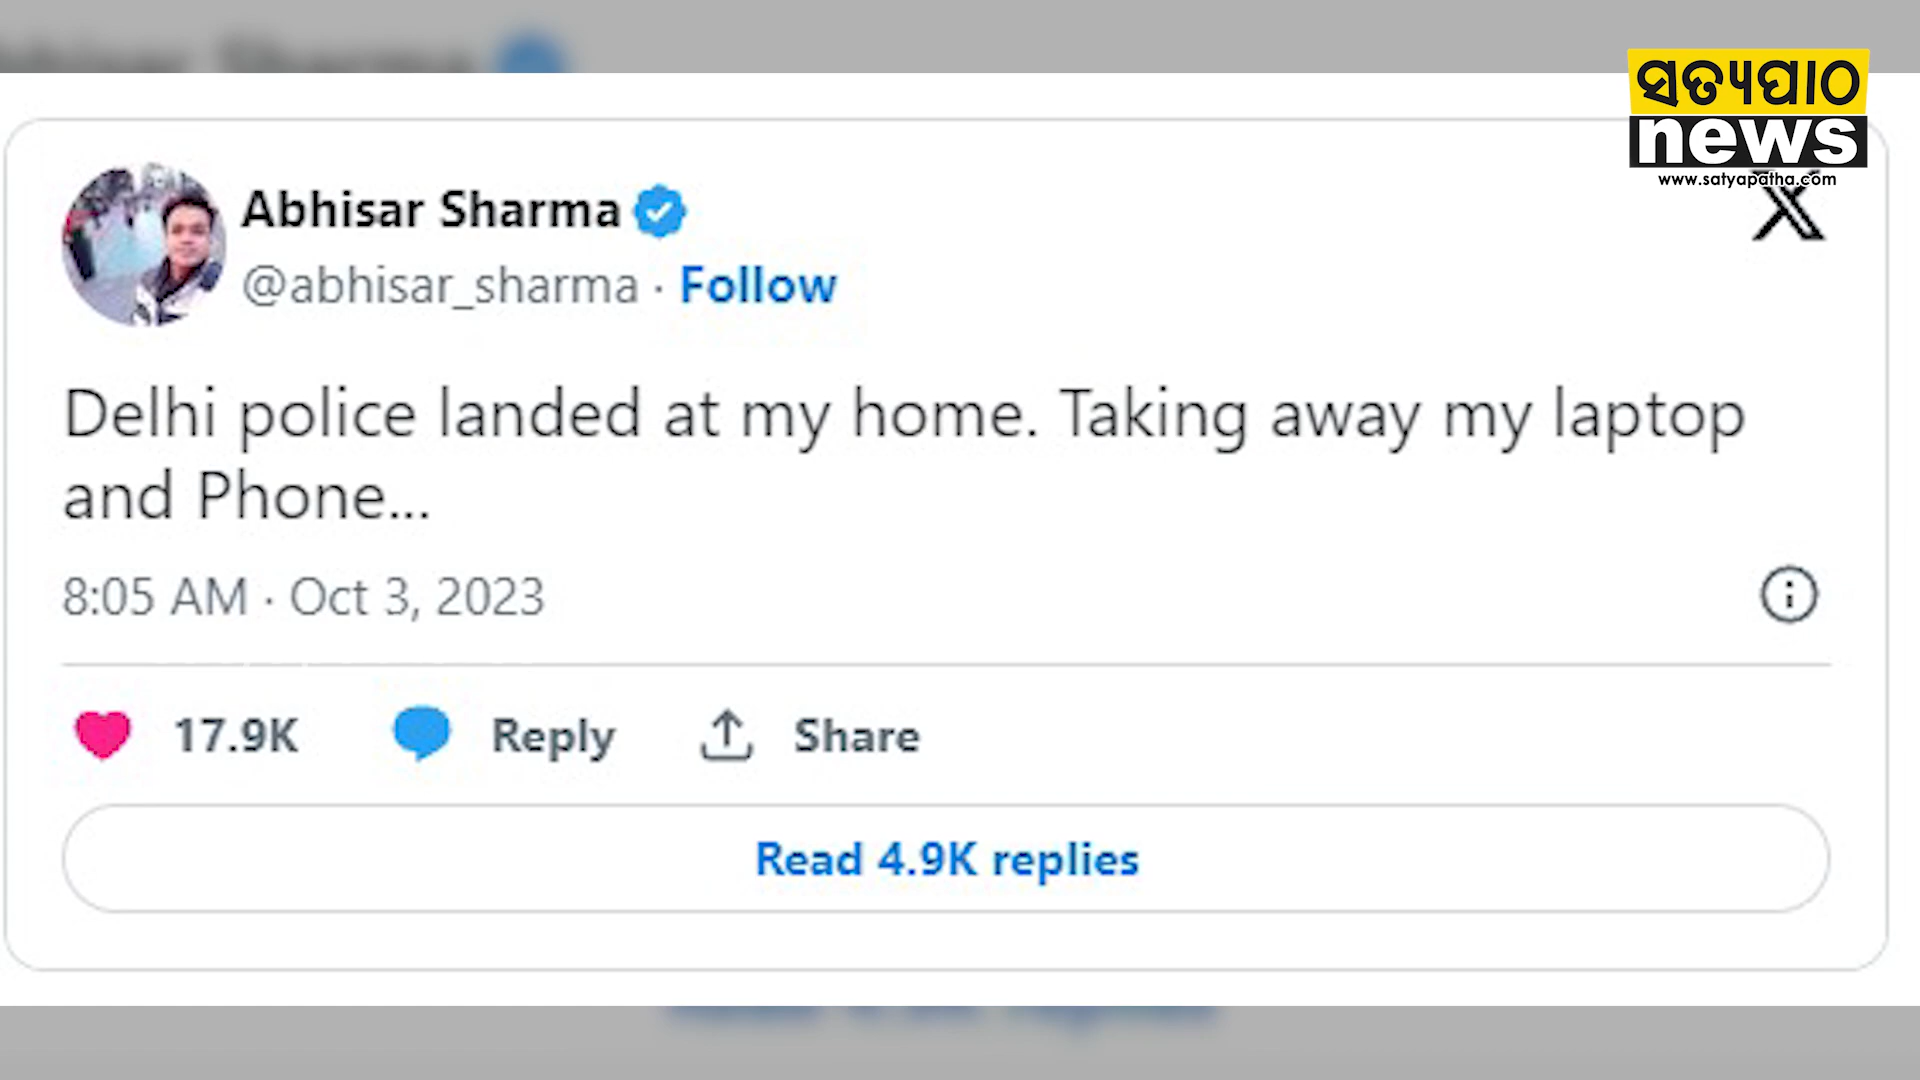 ସତ୍ୟପାଠ
news
www.satyapatha.com
Abhisar Sharma
@abhisar_sharma · Follow
Delhi police landed at my home. Taking away my laptop
and Phone...
8:05 AM · Oct 3, 2023
17.9K Reply Share
Read 4.9K replies